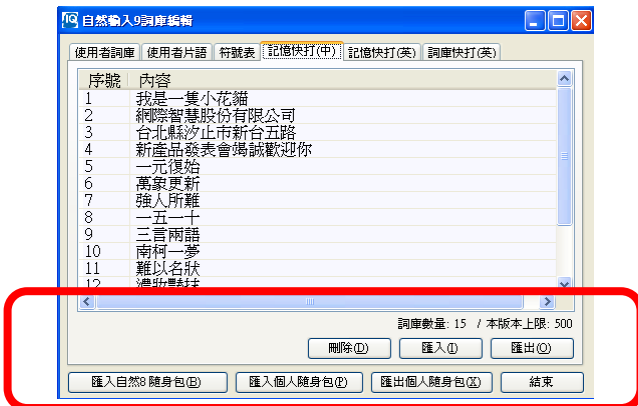 自然輸入9詞庫編輯
使用者詞庫 使用者片語 符號表 記憶快打(中) 記憶快打(英) 詞庫快打(英)
序號 內容
1 我是一隻小花貓
2 網際智慧股份有限公司
3 台北縣汐止市新台五路
4 新產品發表會竭誠歡迎你
5 一元復始
6 萬象更新
7 強人所難
8 一五一十
9 三言兩語
10 南柯一夢
11 難以名狀
12 濃妝豔抹
詞庫數量: 15 / 本版本上限: 500
刪除(D) 匯入(I) 匯出(O)
匯入自然8隨身包(B) 匯入個人隨身包(P) 匯出個人隨身包(X) 結束